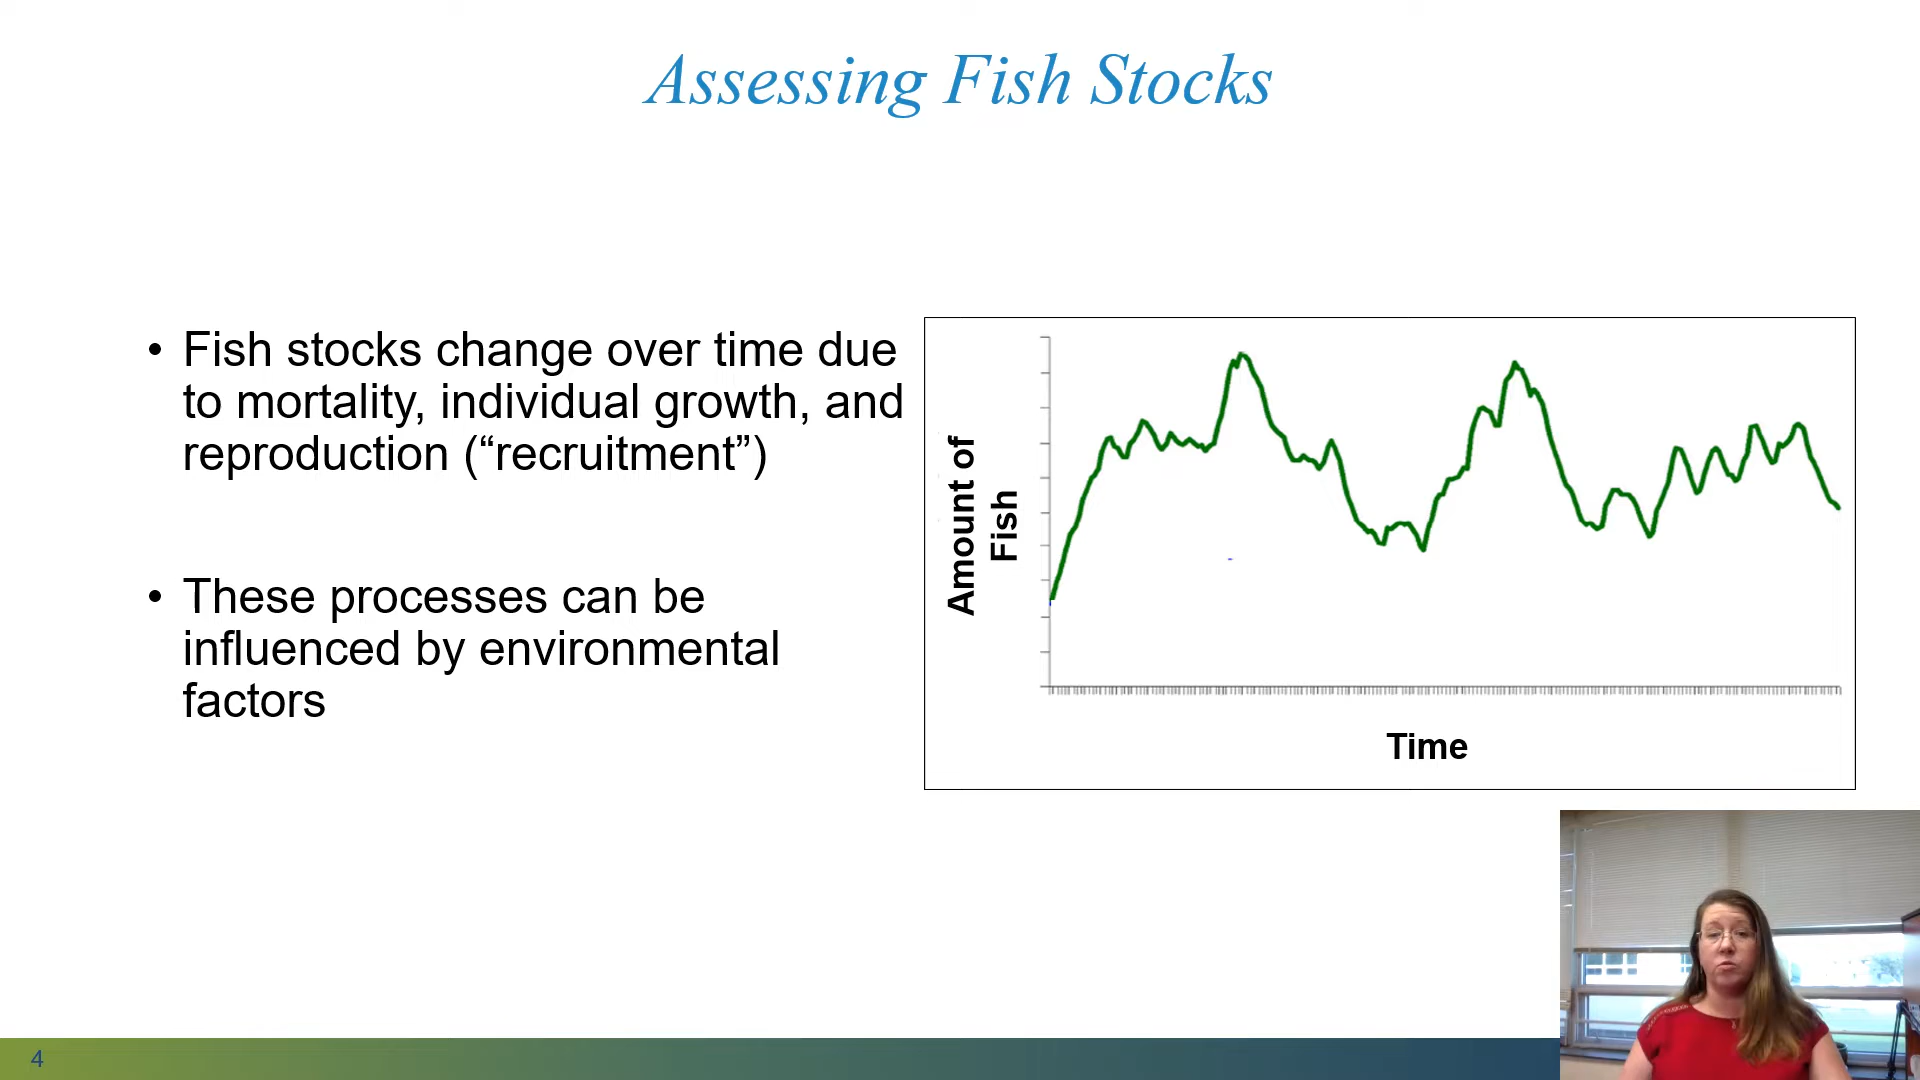 Assessing Fish Stocks
• Fish stocks change over time due
to mortality, individual growth, and
reproduction (“recruitment”)
• These processes can be
influenced by environmental
factors
Amount of
Fish
Time
4